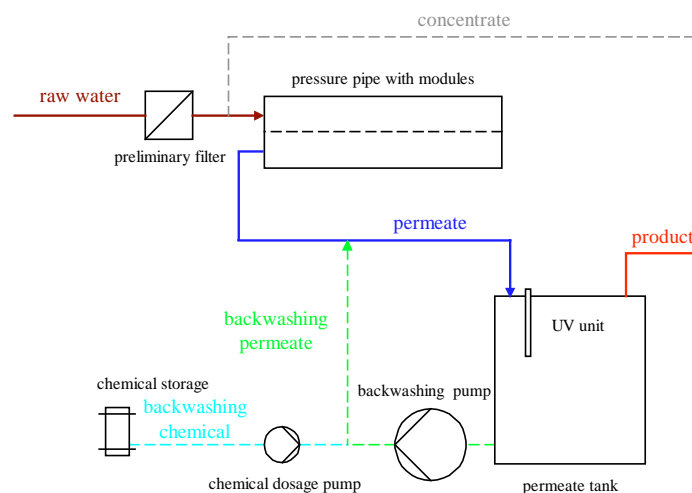 concentrate
pressure pipe with modules
raw water
preliminary filter
permeate
product
backwashing
permeate
UV unit
chemical storage
backwashing pump
backwashing
chemical
chemical dosage pump
permeate tank